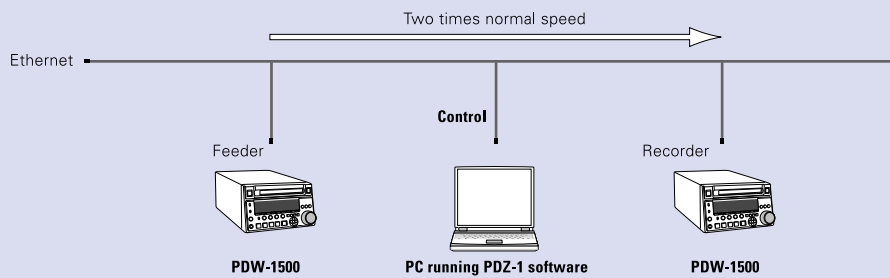 Two times normal speed
Ethernet
Control
Feeder
Recorder
PDW-1500
PC running PDZ-1 software
PDW-1500